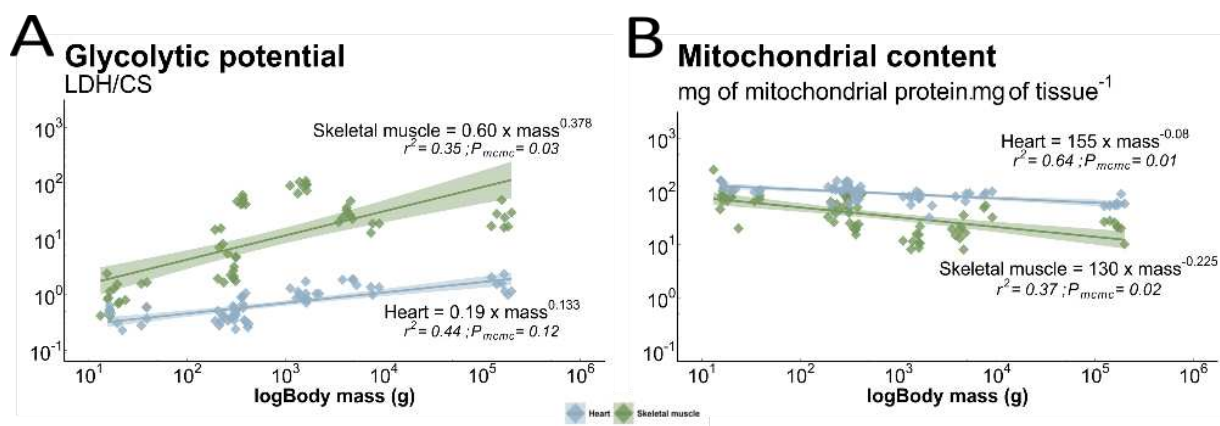 A
Glycolytic potential
LDH/CS
10³
10²
10¹
10⁰
10⁻¹
Skeletal muscle = 0.60 x mass^0.378
r² = 0.35 ; P_mcmc = 0.03
Heart = 0.19 x mass^0.133
r² = 0.44 ; P_mcmc = 0.12
10¹ 10² 10³ 10⁴ 10⁵ 10⁶
logBody mass (g)
B
Mitochondrial content
mg of mitochondrial protein.mg of tissue⁻¹
10³
10²
10¹
10⁰
10⁻¹
Heart = 155 x mass^-0.08
r² = 0.64 ; P_mcmc = 0.01
Skeletal muscle = 130 x mass^-0.225
r² = 0.37 ; P_mcmc = 0.02
10¹ 10² 10³ 10⁴ 10⁵ 10⁶
logBody mass (g)
Heart Skeletal muscle